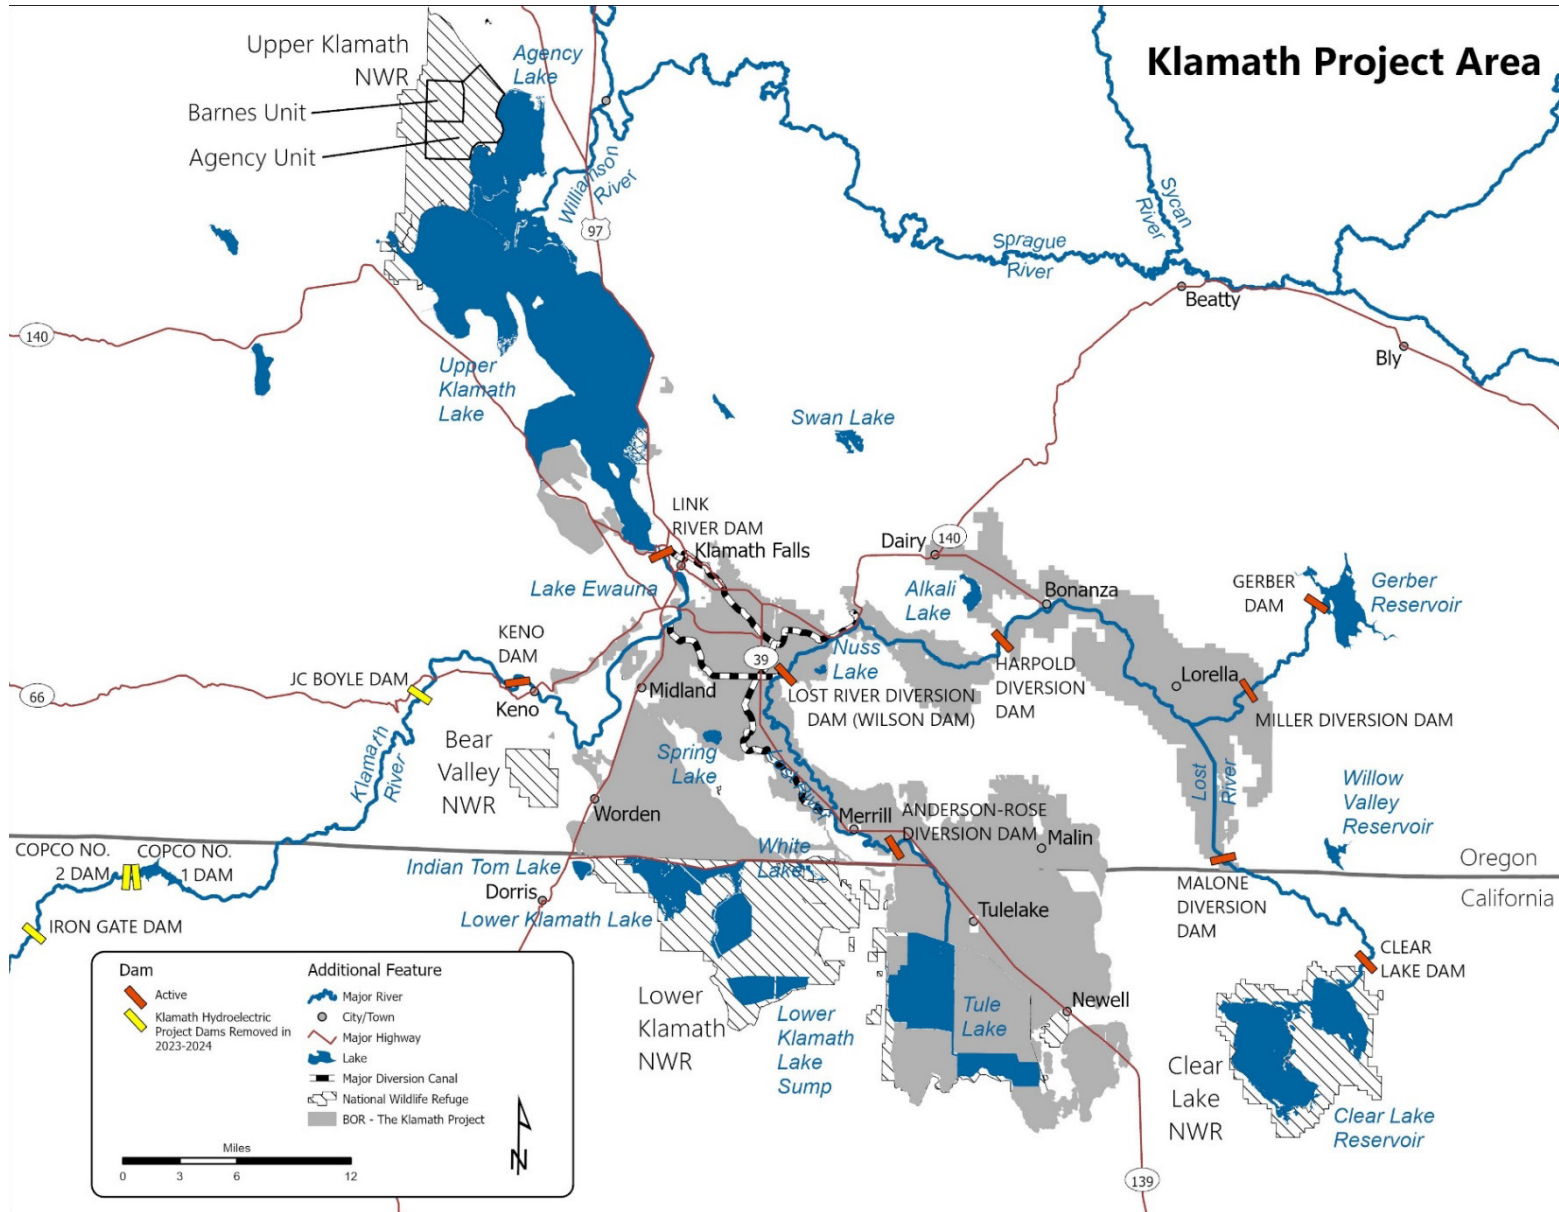 Klamath Project Area
Upper Klamath
NWR
Barnes Unit
Agency Unit
Agency
Lake
Williamson
River
97
Sycan
River
Sprague
River
Beatty
Bly
140
Upper
Klamath
Lake
Swan Lake
LINK
RIVER DAM
Klamath Falls
Lake Ewauna
Dairy
140
Alkali
Lake
Bonanza
GERBER
DAM
Gerber
Reservoir
KENO
DAM
JC BOYLE DAM
66
Keno
Midland
39
Nuss
Lake
HARPOLD
DIVERSION
DAM
Lorella
LOST RIVER DIVERSION
DAM (WILSON DAM)
MILLER DIVERSION DAM
Klamath
River
Bear
Valley
NWR
Spring
Lake
Lost River
Lost
River
Willow
Valley
Reservoir
Worden
Merrill
ANDERSON-ROSE
DIVERSION DAM
Malin
White
Lake
Oregon
California
COPCO NO.
2 DAM
COPCO NO.
1 DAM
Indian Tom Lake
Dorris
Lower Klamath Lake
MALONE
DIVERSION
DAM
Tulelake
IRON GATE DAM
CLEAR
LAKE DAM
Lower
Klamath
NWR
Lower
Klamath
Lake
Sump
Tule
Lake
Newell
Clear
Lake
NWR
Clear Lake
Reservoir
139
Dam
Active
Klamath Hydroelectric
Project Dams Removed in
2023-2024
Additional Feature
Major River
City/Town
Major Highway
Lake
Major Diversion Canal
National Wildlife Refuge
BOR - The Klamath Project
Miles
0 3 6 12
N